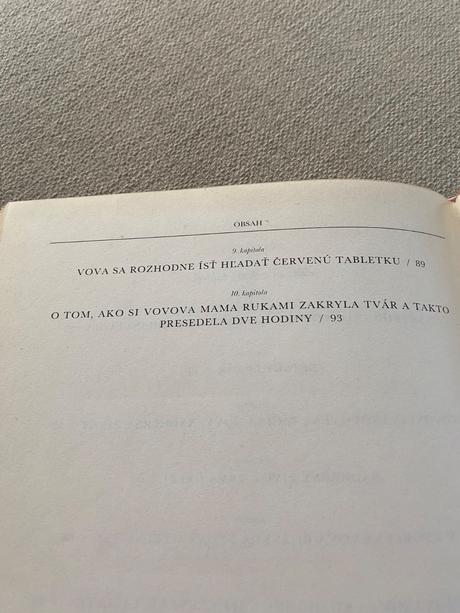 OBSAH
9. kapitola
VOVA SA ROZHODNE ÍSŤ HĽADAŤ ČERVENÚ TABLETKU / 89
10. kapitola
O TOM, AKO SI VOVOVA MAMA RUKAMI ZAKRYLA TVÁR A TAKTO
PRESEDELA DVE HODINY / 93